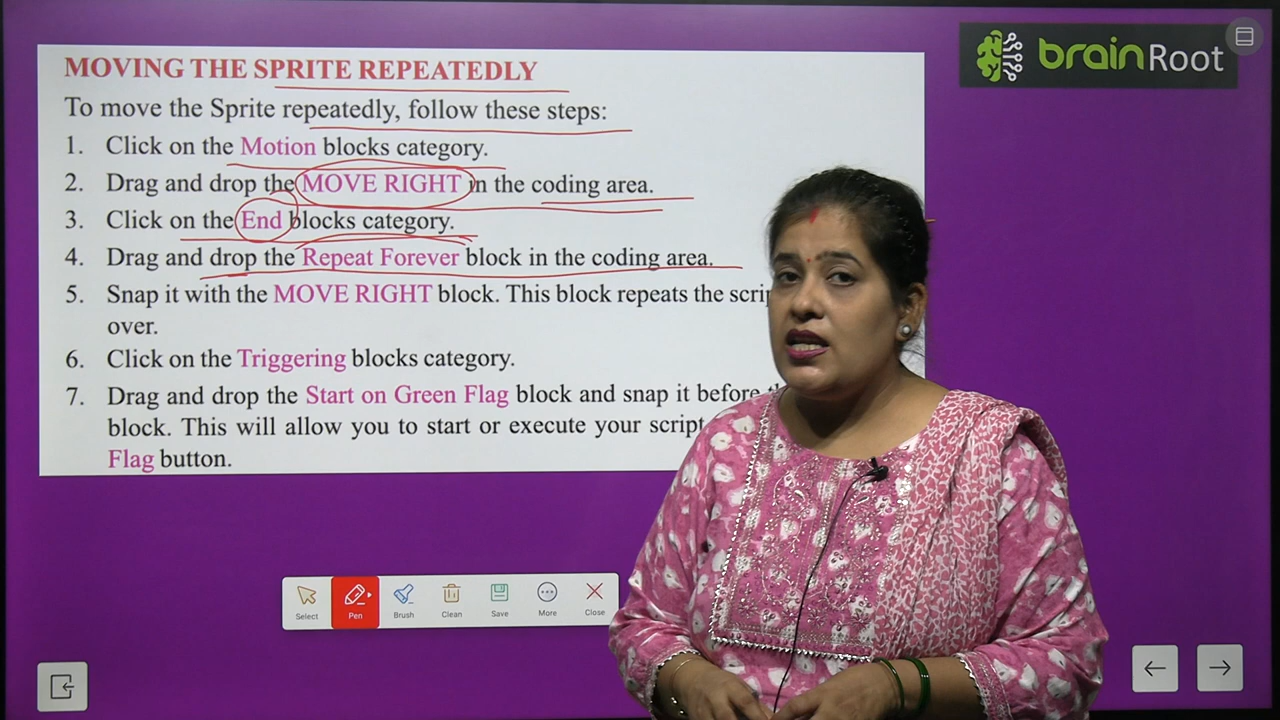 MOVING THE SPRITE REPEATEDLY
brainRoot
To move the Sprite repeatedly, follow these steps:
1. Click on the Motion blocks category.
2. Drag and drop the MOVE RIGHT in the coding area.
3. Click on the End blocks category.
4. Drag and drop the Repeat Forever block in the coding area.
5. Snap it with the MOVE RIGHT block. This block repeats the
over.
6. Click on the Triggering blocks category.
7. Drag and drop the Start on Green Flag block and snap it before
block. This will allow you to start or execute your script
Flag button.
Select Pen Brush Clean Save More Close